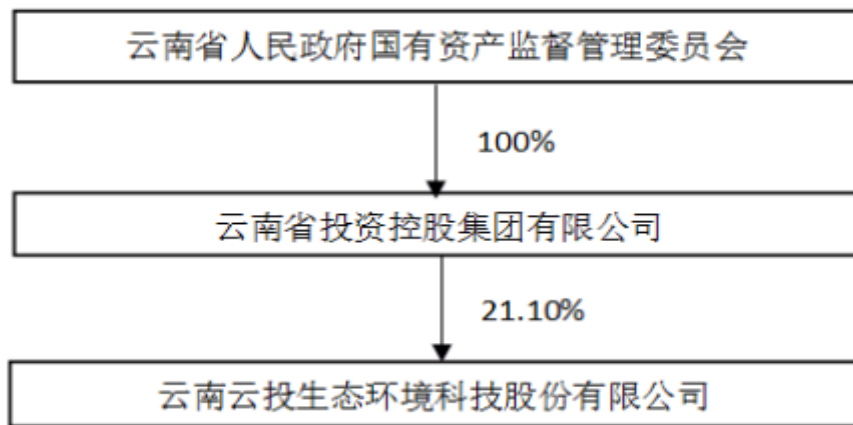 云南省人民政府国有资产监督管理委员会
100%
云南省投资控股集团有限公司
21.10%
云南云投生态环境科技股份有限公司